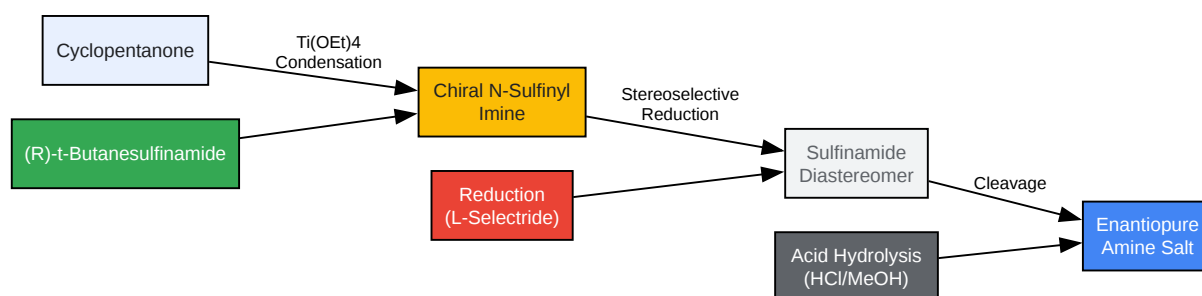 Cyclopentanone
Ti(OEt)4
Condensation
(R)-t-Butanesulfinamide
Chiral N-Sulfinyl
Imine
Stereoselective
Reduction
Reduction
(L-Selectride)
Sulfinamide
Diastereomer
Cleavage
Acid Hydrolysis
(HCl/MeOH)
Enantiopure
Amine Salt